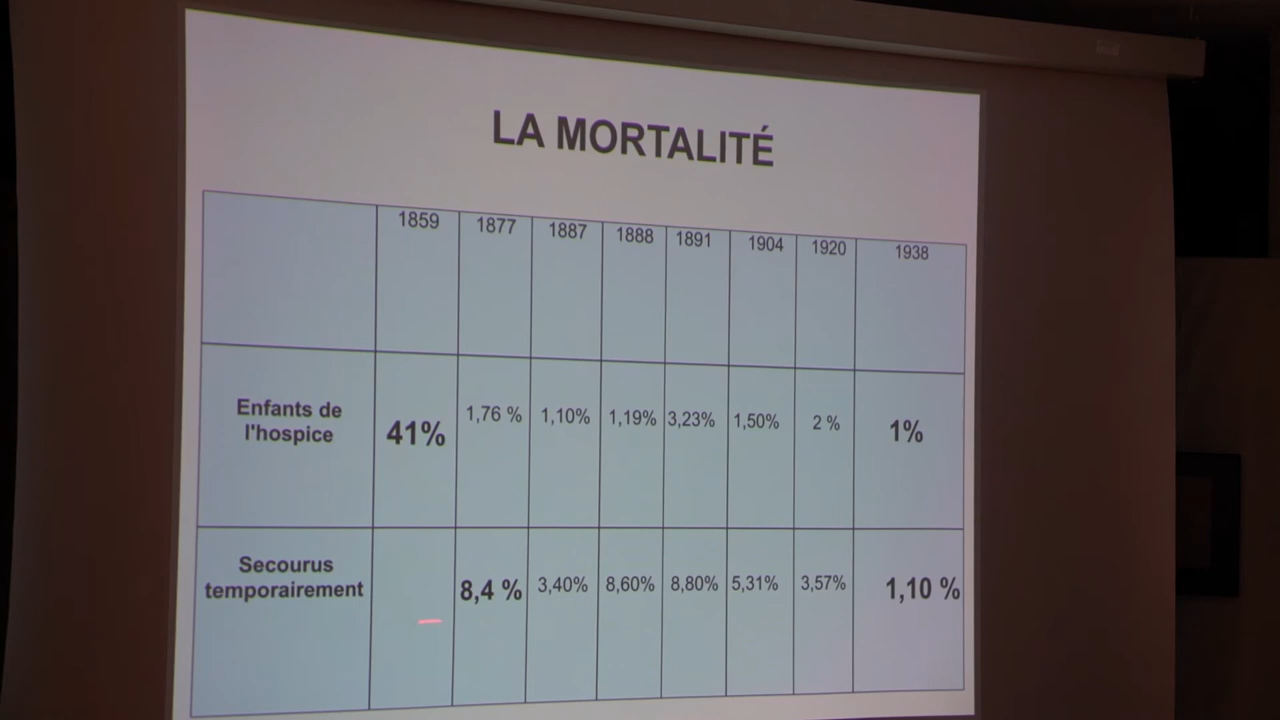 LA MORTALITÉ
1859 1877 1887 1888 1891 1904 1920 1938
Enfants de
l'hospice
41% 1,76 % 1,10% 1,19% 3,23% 1,50% 2 % 1%
Secourus
temporairement
8,4 % 3,40% 8,60% 8,80% 5,31% 3,57% 1,10 %